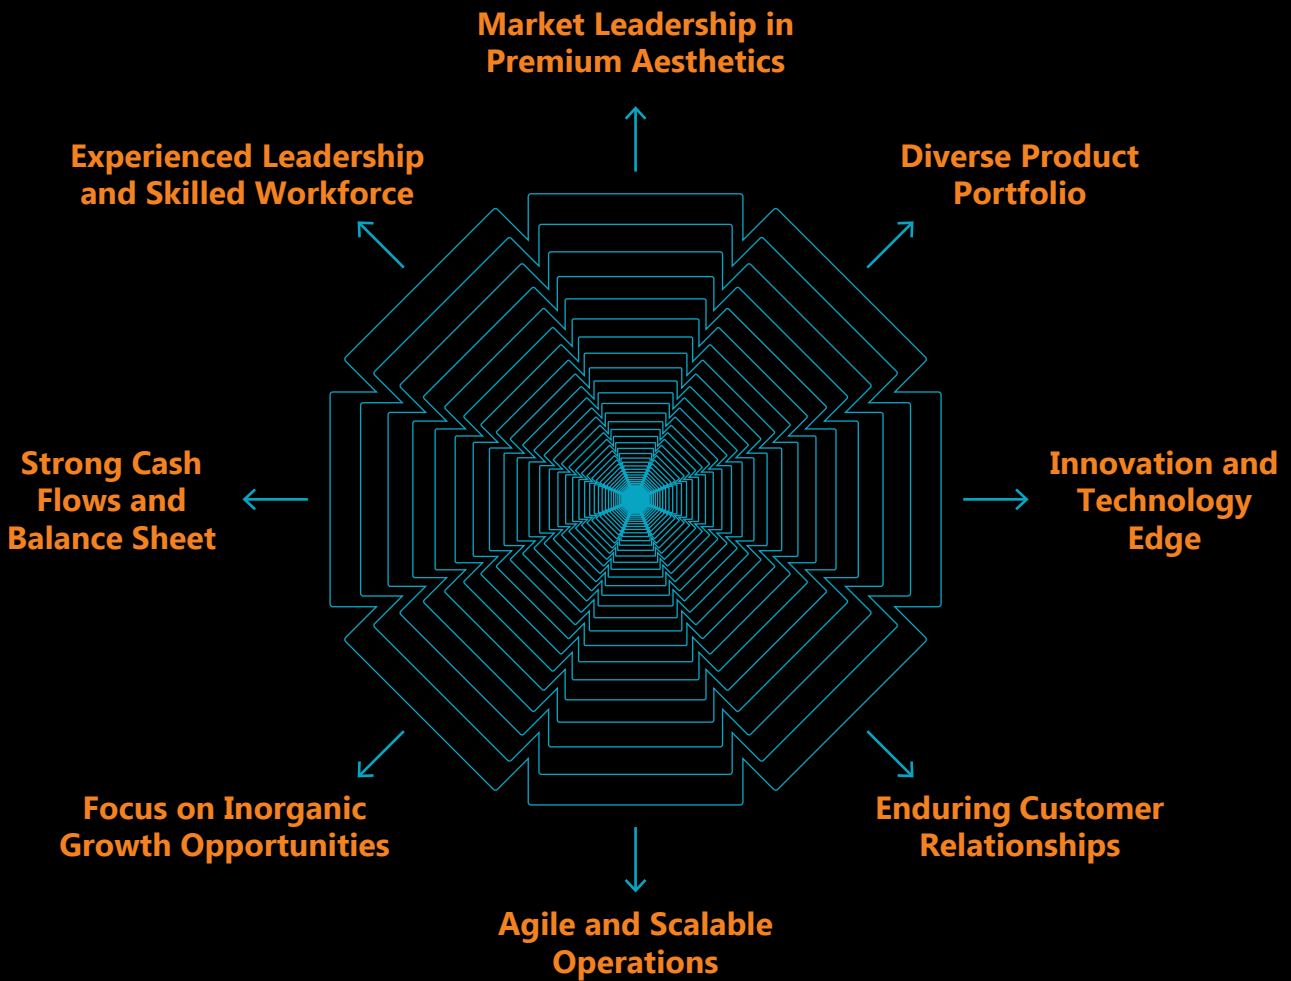 Market Leadership in
Premium Aesthetics
Diverse Product
Portfolio
Innovation and
Technology
Edge
Enduring Customer
Relationships
Agile and Scalable
Operations
Focus on Inorganic
Growth Opportunities
Strong Cash
Flows and
Balance Sheet
Experienced Leadership
and Skilled Workforce